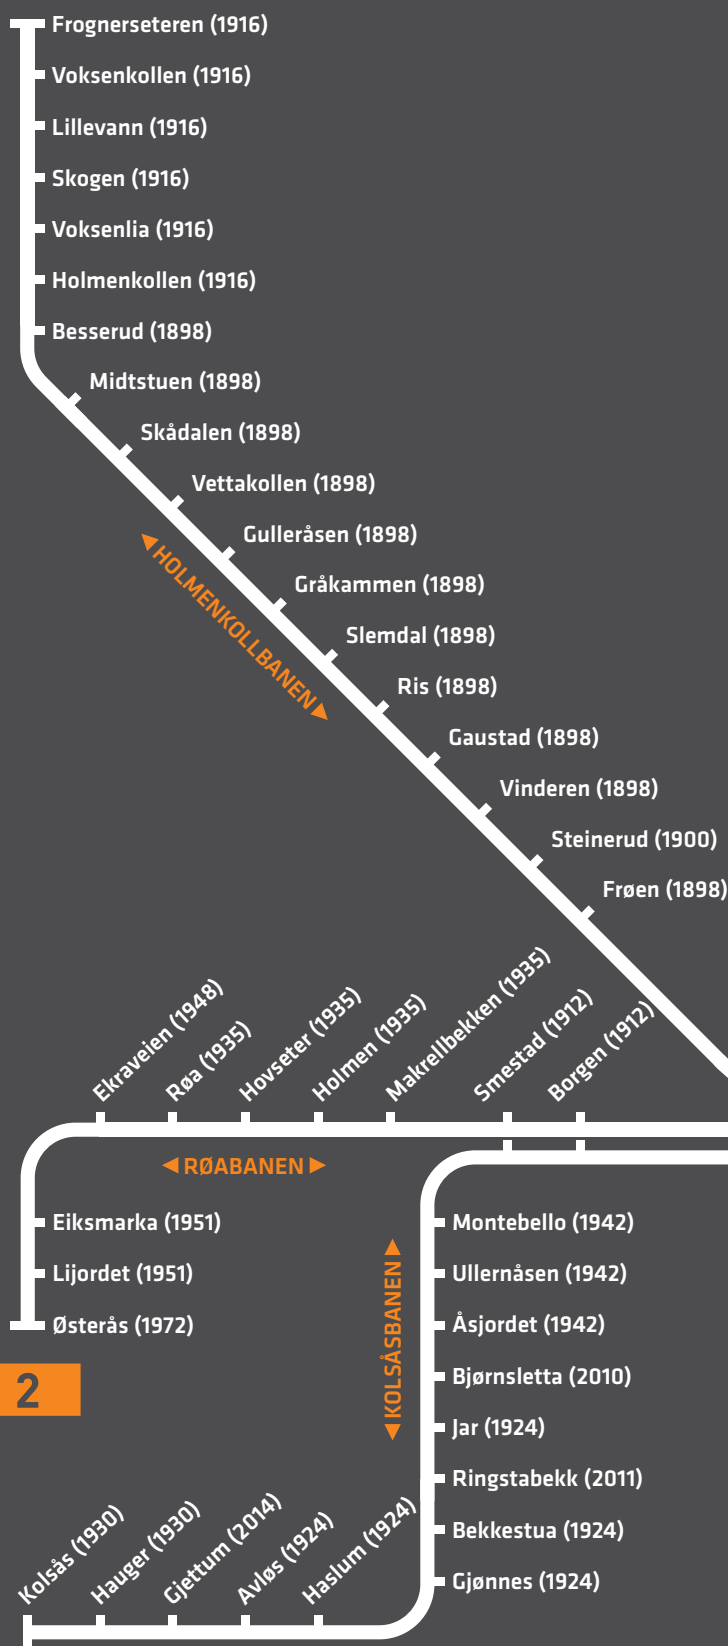 Frognerseteren (1916)
Voksenkollen (1916)
Lillevann (1916)
Skogen (1916)
Voksenlia (1916)
Holmenkollen (1916)
Besserud (1898)
Midtstuen (1898)
Skådalen (1898)
Vettakollen (1898)
Gulleråsen (1898)
Gråkammen (1898)
Slemdal (1898)
Ris (1898)
Gaustad (1898)
Vinderen (1898)
Steinerud (1900)
Frøen (1898)
HOLMENKOLLBANEN
Ekraveien (1948)
Røa (1935)
Hovseter (1935)
Holmen (1935)
Makrellbekken (1935)
Smestad (1912)
Borgen (1912)
RØABANEN
Eiksmarka (1951)
Lijordet (1951)
Østerås (1972)
2
KOLSÅSBANEN
Montebello (1942)
Ullernåsen (1942)
Åsjordet (1942)
Bjørnsletta (2010)
Jar (1924)
Ringstabekk (2011)
Bekkestua (1924)
Gjønnes (1924)
Kolsås (1930)
Hauger (1930)
Gjettum (2014)
Avløs (1924)
Haslum (1924)